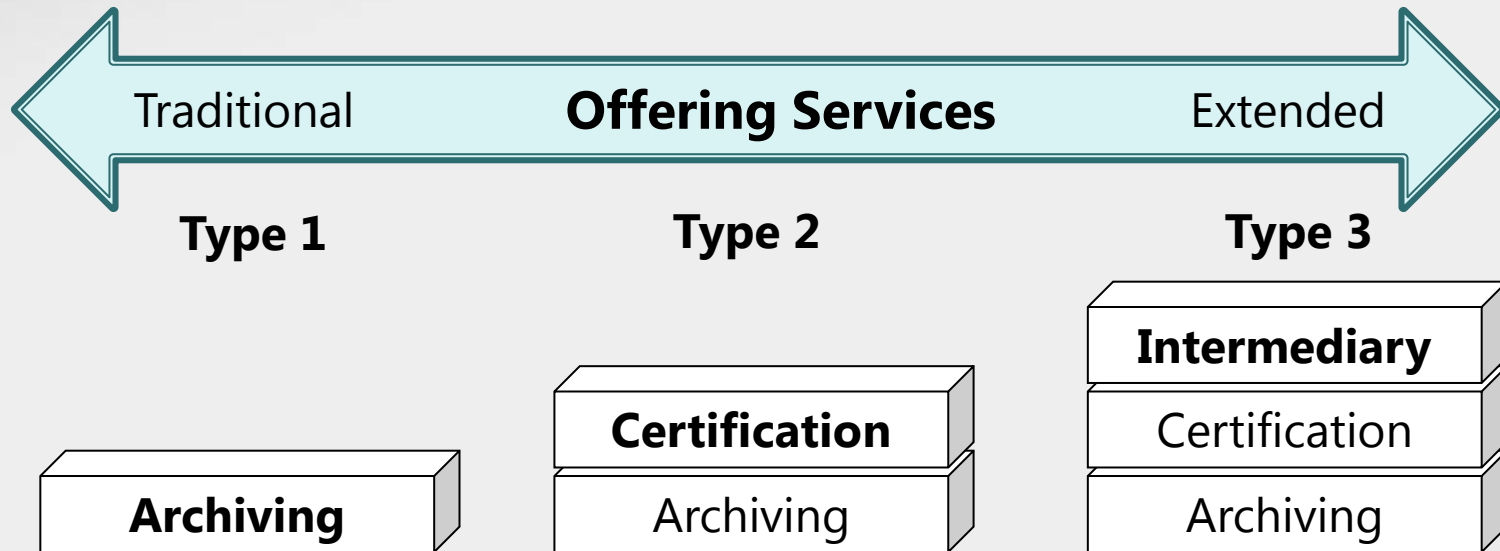 Traditional Offering Services Extended
Type 1 Type 2 Type 3
Intermediary
Certification Certification
Archiving Archiving Archiving